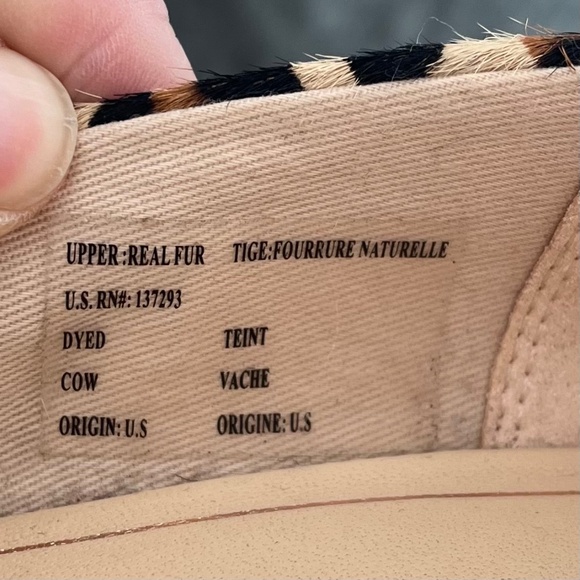 UPPER:REAL FUR TIGE:FOURRURE NATURELLE
U.S. RN#: 137293
DYED TEINT
COW VACHE
ORIGIN: U.S ORIGINE: U.S